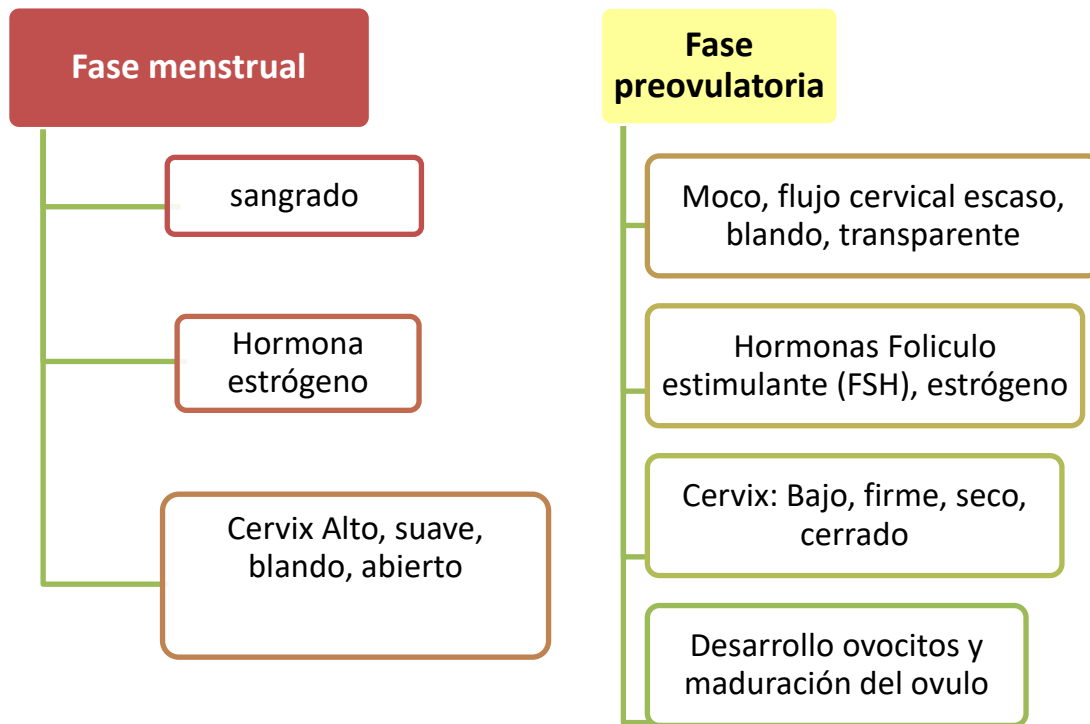 Fase menstrual
sangrado
Hormona
estrógeno
Cervix Alto, suave,
blando, abierto
Fase
preovulatoria
Moco, flujo cervical escaso,
blando, transparente
Hormonas Foliculo
estimulante (FSH), estrógeno
Cervix: Bajo, firme, seco,
cerrado
Desarrollo ovocitos y
maduración del ovulo